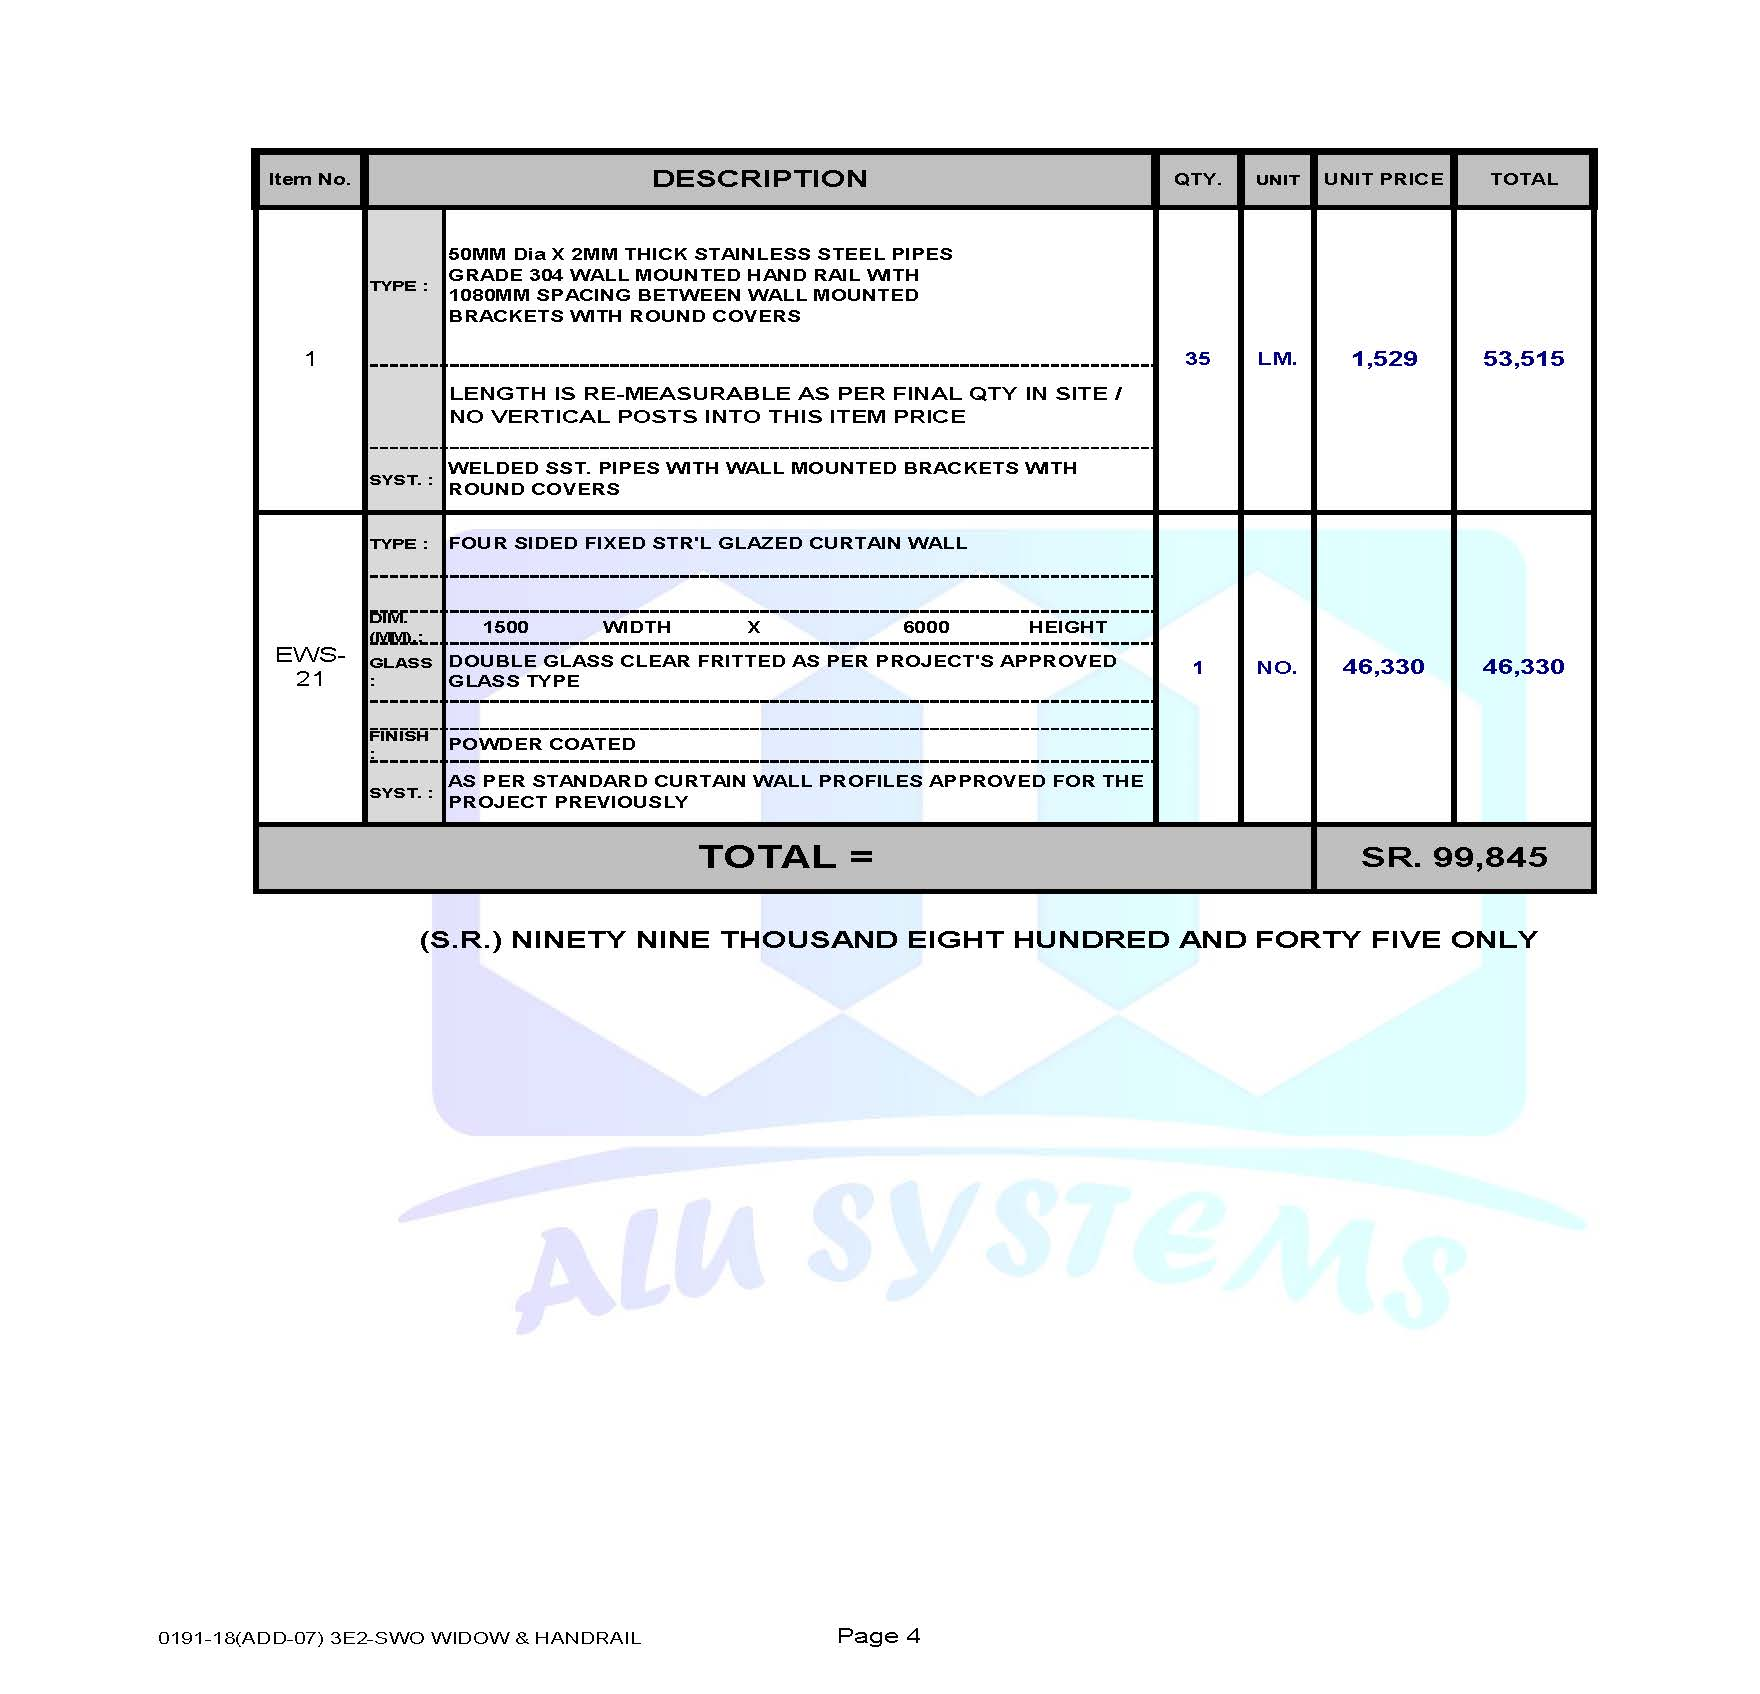 Item No. DESCRIPTION QTY. UNIT UNIT PRICE TOTAL
50MM Dia X 2MM THICK STAINLESS STEEL PIPES
GRADE 304 WALL MOUNTED HAND RAIL WITH
TYPE :
1080MM SPACING BETWEEN WALL MOUNTED
BRACKETS WITH ROUND COVERS
1 35 LM. 1,529 53,515
LENGTH IS RE-MEASURABLE AS PER FINAL QTY IN SITE /
NO VERTICAL POSTS INTO THIS ITEM PRICE
SYST. : WELDED SST. PIPES WITH WALL MOUNTED BRACKETS WITH
ROUND COVERS
TYPE : FOUR SIDED FIXED STR'L GLAZED CURTAIN WALL
DIM.
(MM).:
1500 WIDTH X 6000 HEIGHT
EWS-
21
GLASS
:
DOUBLE GLASS CLEAR FRITTED AS PER PROJECT'S APPROVED
GLASS TYPE
1 NO. 46,330 46,330
FINISH
:
POWDER COATED
SYST. : AS PER STANDARD CURTAIN WALL PROFILES APPROVED FOR THE
PROJECT PREVIOUSLY
TOTAL = SR. 99,845
(S.R.) NINETY NINE THOUSAND EIGHT HUNDRED AND FORTY FIVE ONLY
ALU SYSTEMS
0191-18(ADD-07) 3E2-SWO WIDOW & HANDRAIL Page 4